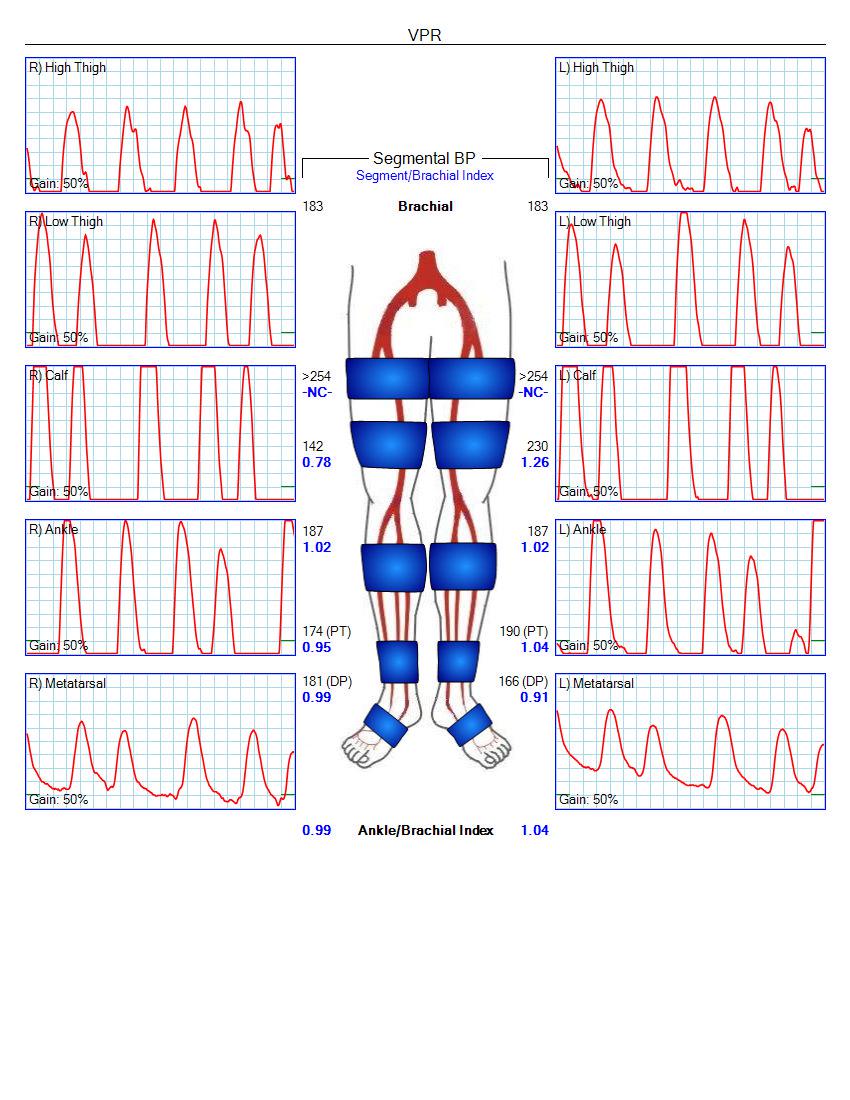 VPR
R) High Thigh
Gain: 50%
L) High Thigh
Gain: 50%
Segmental BP
Segment/Brachial Index
183 Brachial 183
R) Low Thigh
Gain: 50%
L) Low Thigh
Gain: 50%
>254 >254
-NC- -NC-
R) Calf
Gain: 50%
L) Calf
Gain: 50%
142 230
0.78 1.26
R) Ankle
Gain: 50%
L) Ankle
Gain: 50%
187 187
1.02 1.02
174 (PT) 190 (PT)
0.95 1.04
R) Metatarsal
Gain: 50%
L) Metatarsal
Gain: 50%
181 (DP) 166 (DP)
0.99 0.91
0.99 Ankle/Brachial Index 1.04